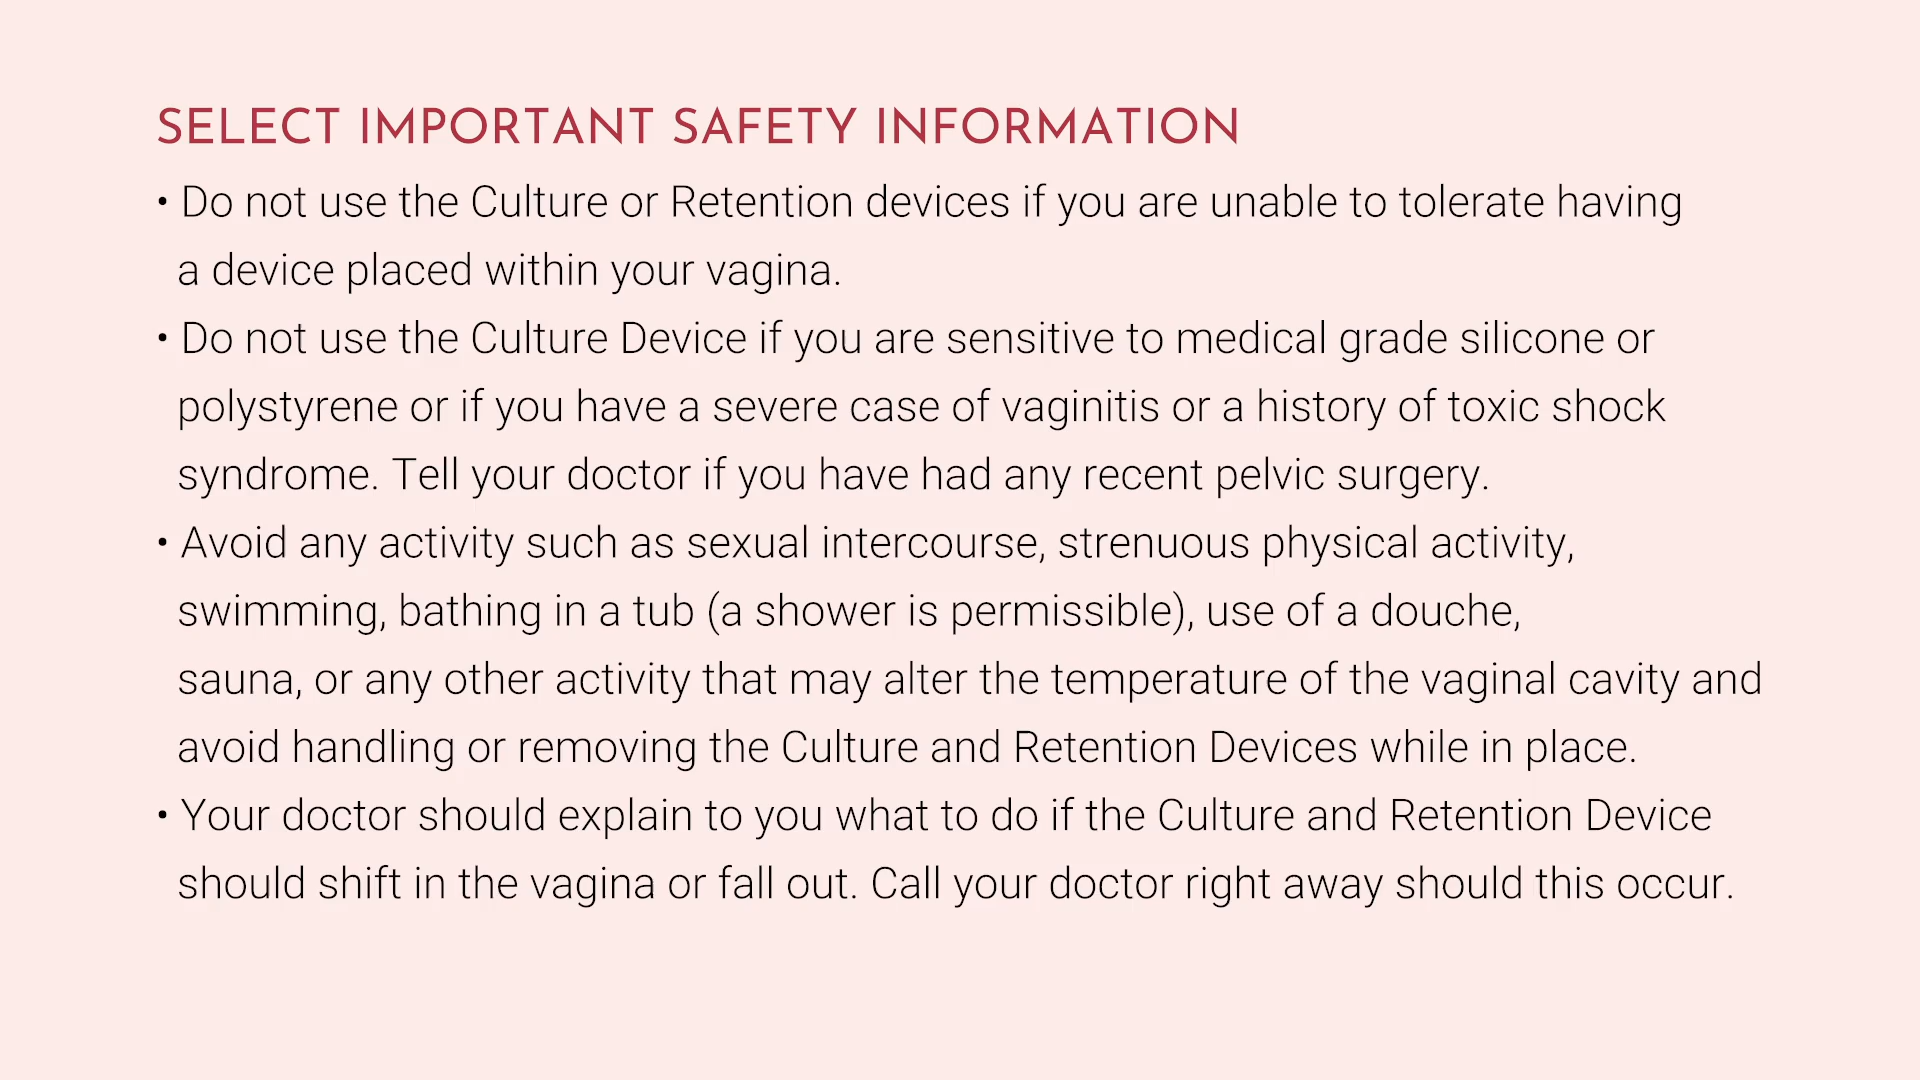 SELECT IMPORTANT SAFETY INFORMATION
• Do not use the Culture or Retention devices if you are unable to tolerate having
a device placed within your vagina.
• Do not use the Culture Device if you are sensitive to medical grade silicone or
polystyrene or if you have a severe case of vaginitis or a history of toxic shock
syndrome. Tell your doctor if you have had any recent pelvic surgery.
• Avoid any activity such as sexual intercourse, strenuous physical activity,
swimming, bathing in a tub (a shower is permissible), use of a douche,
sauna, or any other activity that may alter the temperature of the vaginal cavity and
avoid handling or removing the Culture and Retention Devices while in place.
• Your doctor should explain to you what to do if the Culture and Retention Device
should shift in the vagina or fall out. Call your doctor right away should this occur.